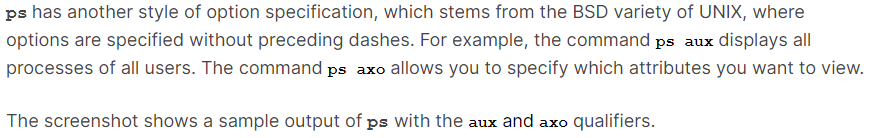 ps has another style of option specification, which stems from the BSD variety of UNIX, where
options are specified without preceding dashes. For example, the command ps aux displays all
processes of all users. The command ps axo allows you to specify which attributes you want to view.
The screenshot shows a sample output of ps with the aux and axo qualifiers.